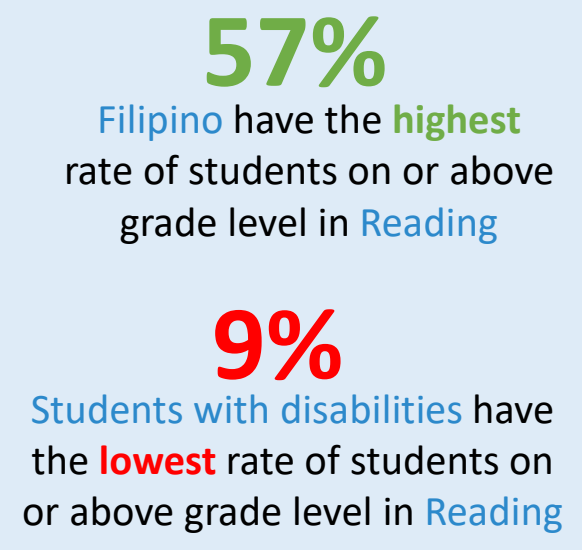 57%
Filipino have the highest
rate of students on or above
grade level in Reading
9%
Students with disabilities have
the lowest rate of students on
or above grade level in Reading